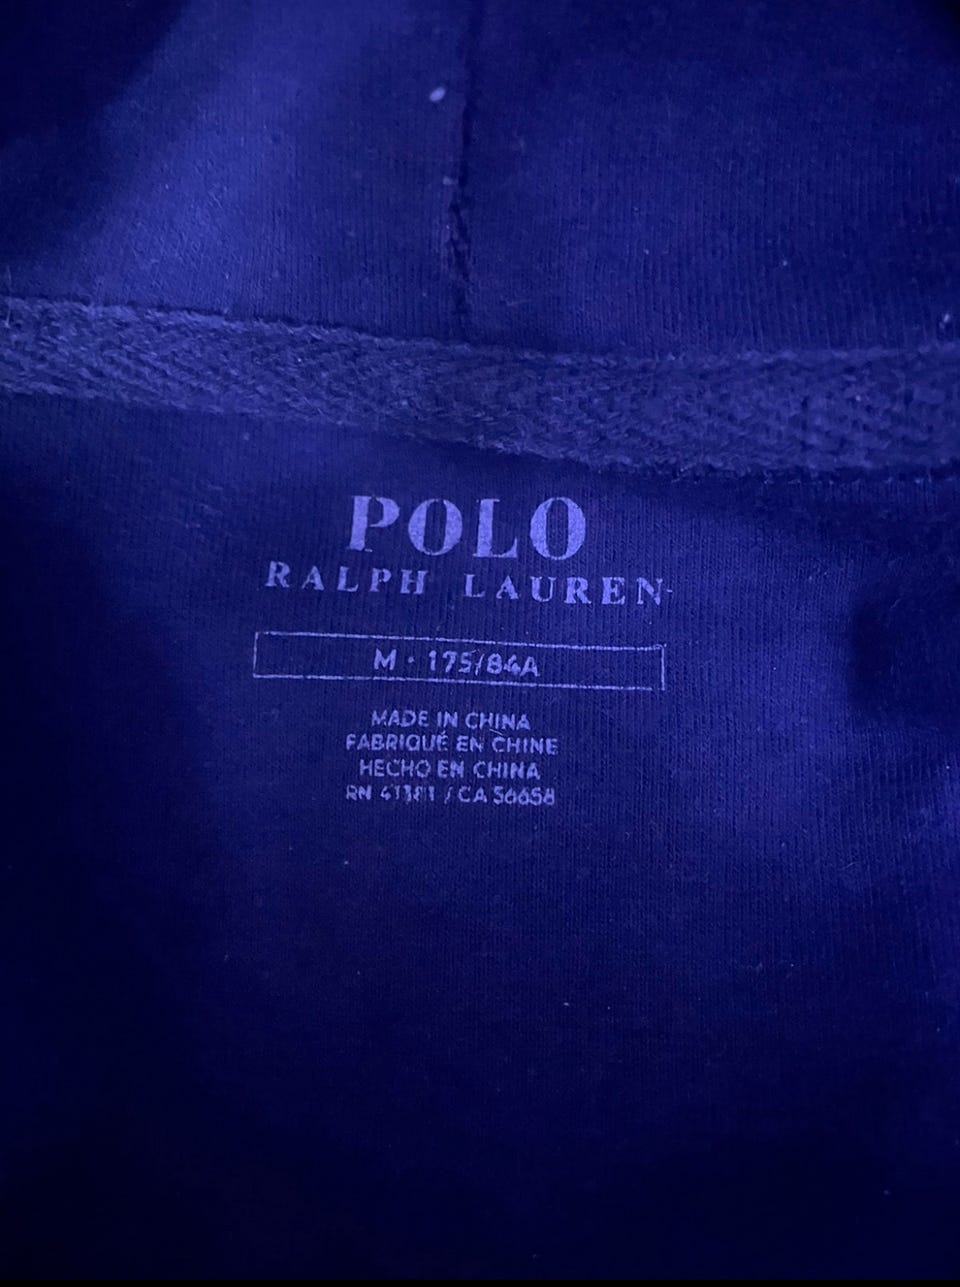 POLO
RALPH LAUREN
M · 175/84A
MADE IN CHINA
FABRIQUÉ EN CHINE
HECHO EN CHINA
RN 41381 / CA 56658